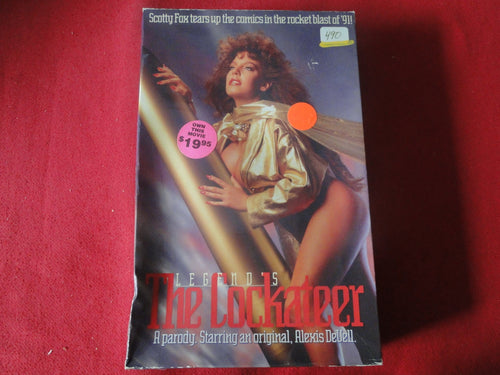 Scotty Fox tears up the comics in the rocket blast of '91!
490
OWN
THIS
MOVIE
$19.95
LEGEND'S
The Cockateer
A parody. Starring an original, Alexis DeVell.